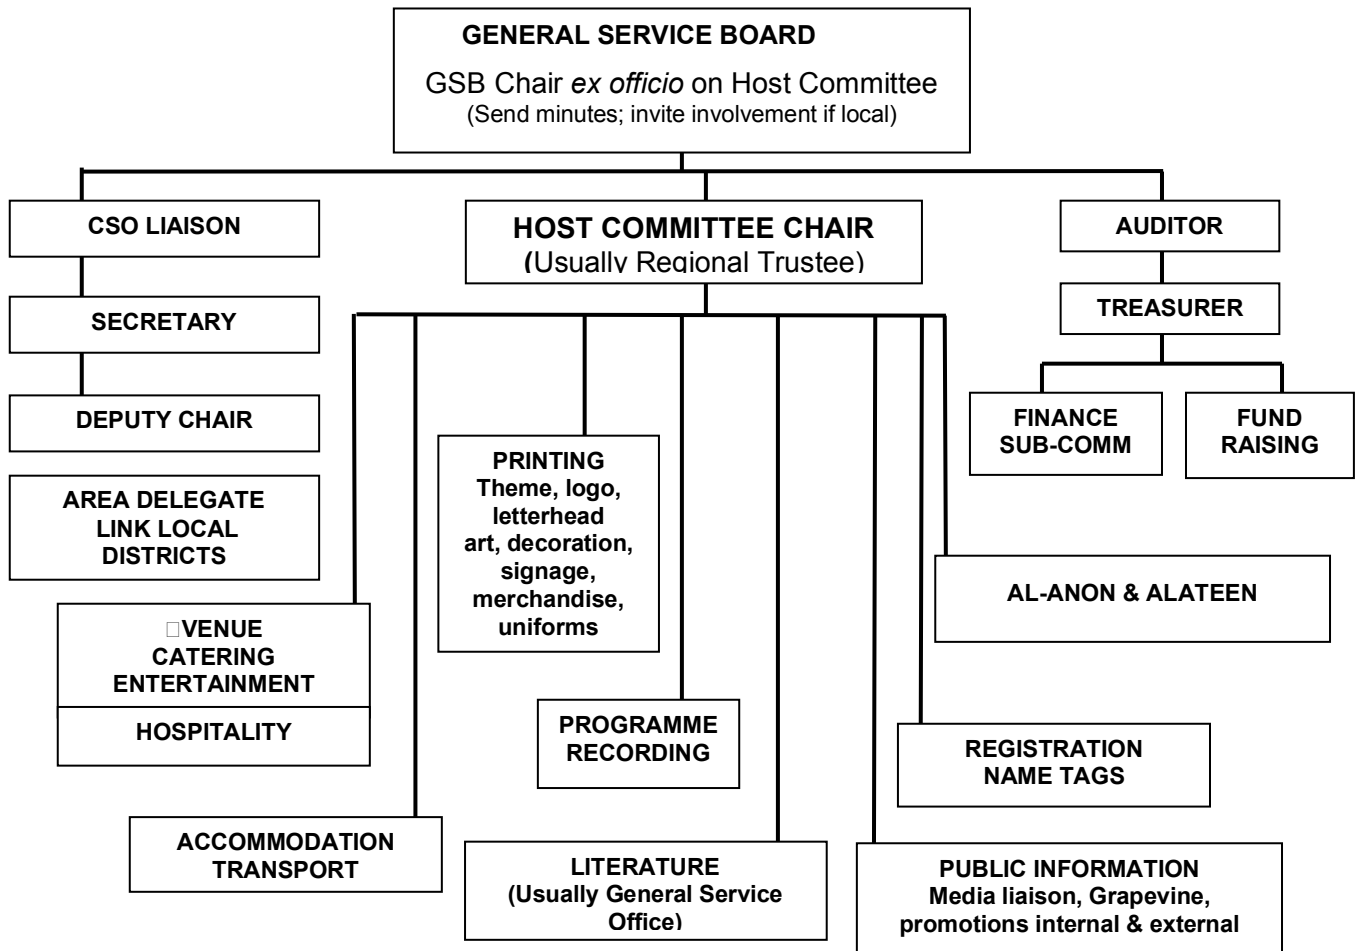 GENERAL SERVICE BOARD
GSB Chair ex officio on Host Committee
(Send minutes; invite involvement if local)
CSO LIAISON
HOST COMMITTEE CHAIR
(Usually Regional Trustee)
AUDITOR
SECRETARY
TREASURER
DEPUTY CHAIR
FINANCE
SUB-COMM
FUND
RAISING
AREA DELEGATE
LINK LOCAL
DISTRICTS
PRINTING
Theme, logo,
letterhead
art, decoration,
signage,
merchandise,
uniforms
AL-ANON & ALATEEN
VENUE
CATERING
ENTERTAINMENT
HOSPITALITY
PROGRAMME
RECORDING
REGISTRATION
NAME TAGS
ACCOMMODATION
TRANSPORT
LITERATURE
(Usually General Service
Office)
PUBLIC INFORMATION
Media liaison, Grapevine,
promotions internal & external